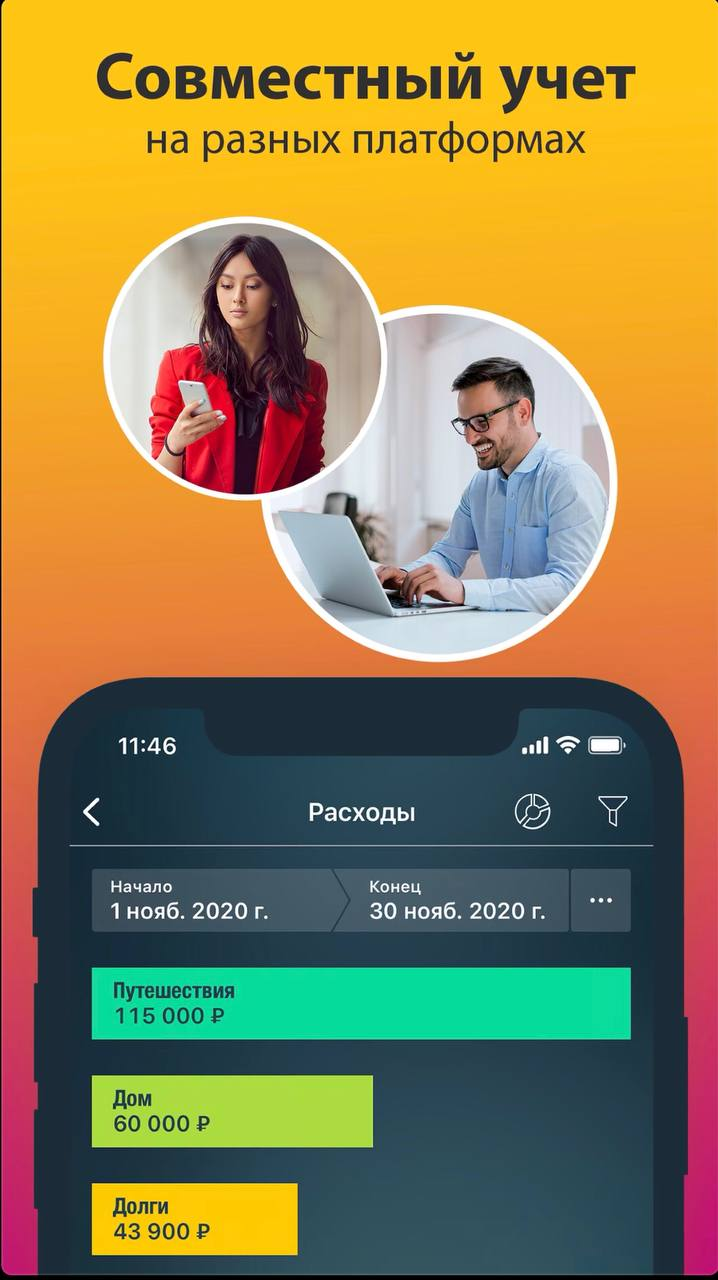 Совместный учет
на разных платформах
11:46
Расходы
Начало
1 нояб. 2020 г.
Конец
30 нояб. 2020 г.
Путешествия
115 000 ₽
Дом
60 000 ₽
Долги
43 900 ₽